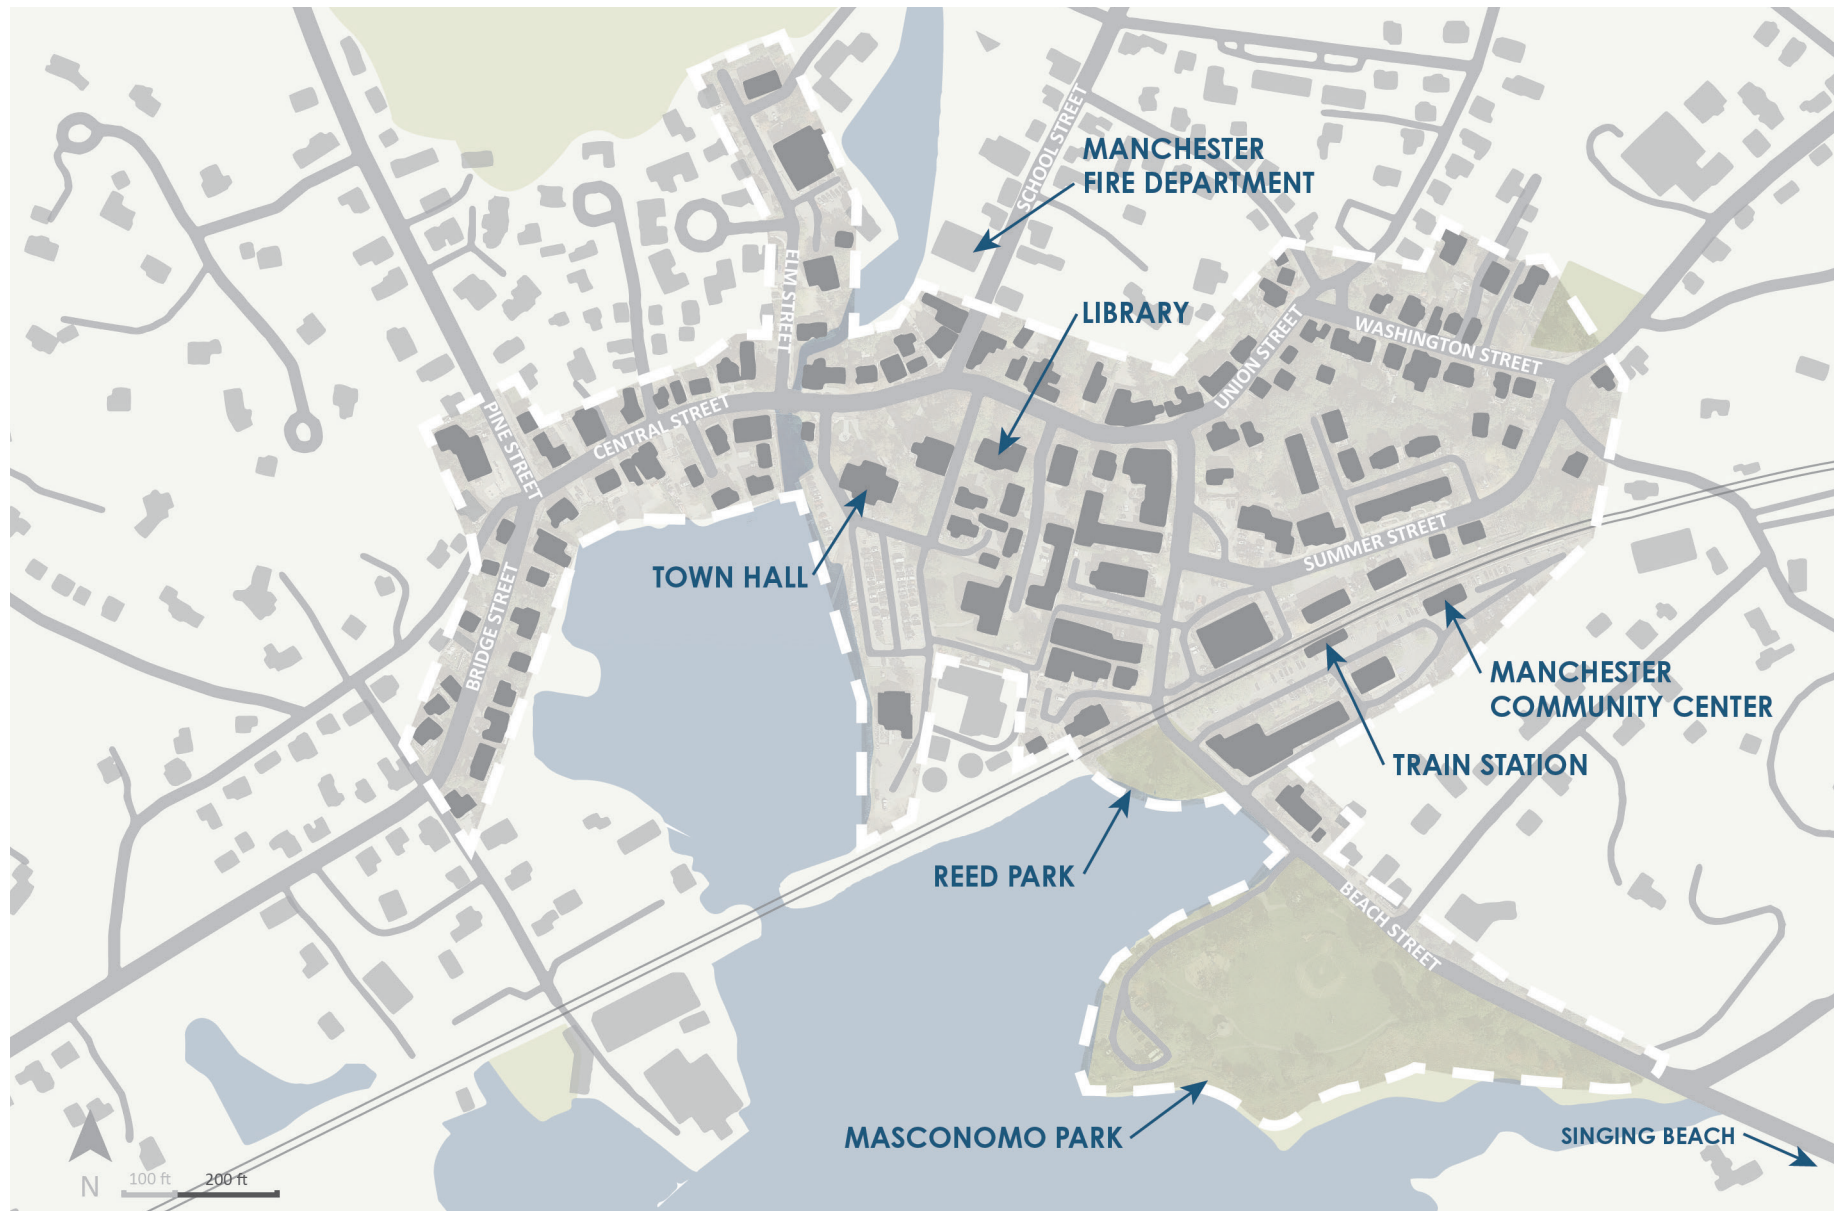 SCHOOL STREET
MANCHESTER
FIRE DEPARTMENT
ELM STREET
LIBRARY
UNION STREET
WASHINGTON STREET
PINE STREET
CENTRAL STREET
TOWN HALL
SUMMER STREET
BRIDGE STREET
MANCHESTER
COMMUNITY CENTER
TRAIN STATION
REED PARK
BEACH STREET
MASCONOMO PARK
SINGING BEACH
N
100 ft
200 ft